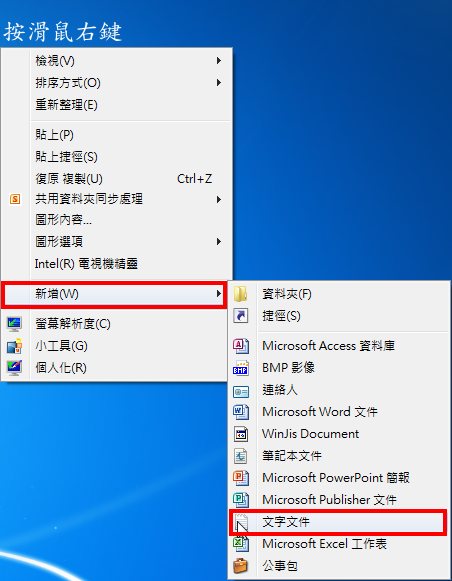 按滑鼠右鍵
檢視(V)
排序方式(O)
重新整理(E)
貼上(P)
貼上捷徑(S)
復原 複製(U) Ctrl+Z
共用資料夾同步處理
圖形內容...
圖形選項
Intel(R) 電視機精靈
新增(W)
螢幕解析度(C)
小工具(G)
個人化(R)
資料夾(F)
捷徑(S)
Microsoft Access 資料庫
BMP 影像
連絡人
Microsoft Word 文件
WinJis Document
筆記本文件
Microsoft PowerPoint 簡報
Microsoft Publisher 文件
文字文件
Microsoft Excel 工作表
公事包